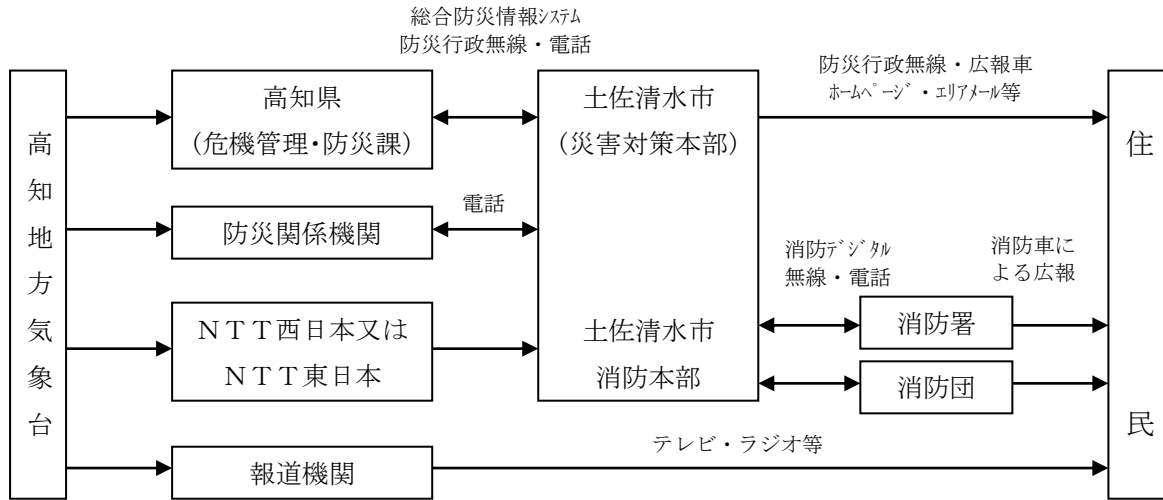 総合防災情報ｼｽﾃﾑ
防災行政無線・電話
防災行政無線・広報車
ﾎｰﾑﾍﾟｰｼﾞ・ｴﾘｱﾒｰﾙ等
高知地方気象台
高知県
（危機管理・防災課）
土佐清水市
（災害対策本部）
住民
防災関係機関
電話
消防ﾃﾞｼﾞﾀﾙ
無線・電話
消防車に
よる広報
ＮＴＴ西日本又は
ＮＴＴ東日本
土佐清水市
消防本部
消防署
消防団
報道機関
テレビ・ラジオ等